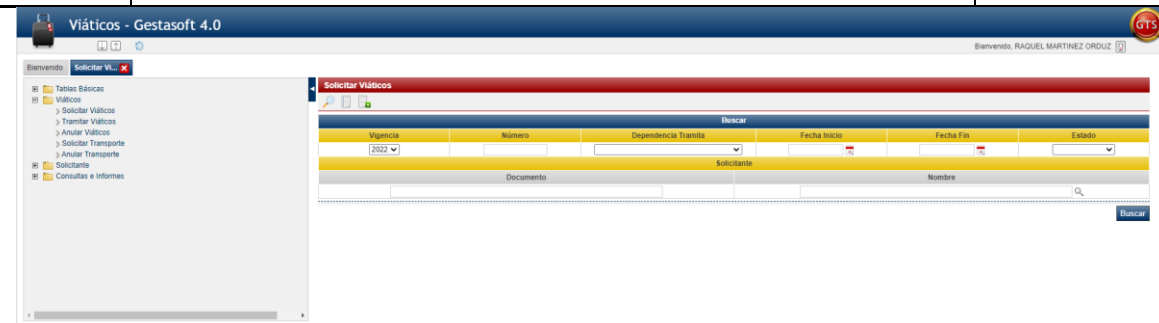 Viáticos - Gestasoft 4.0
GTS
Bienvenido, RAQUEL MARTINEZ ORDUZ
Bienvenido Solicitar Vi...
Tablas Básicas
Viáticos
Solicitar Viáticos
Tramitar Viáticos
Anular Viáticos
Solicitar Transporte
Anular Transporte
Solicitante
Consultas e Informes
Solicitar Viáticos
Buscar
Vigencia Número Dependencia Tramita Fecha Inicio Fecha Fin Estado
2022
Solicitante
Documento Nombre
Buscar